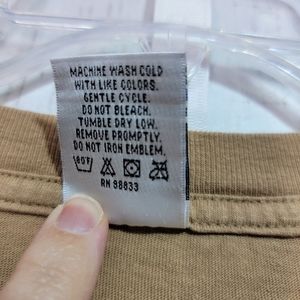 MACHINE WASH COLD
WITH LIKE COLORS.
GENTLE CYCLE.
DO NOT BLEACH.
TUMBLE DRY LOW.
REMOVE PROMPTLY.
DO NOT IRON EMBLEM.
RN 98833